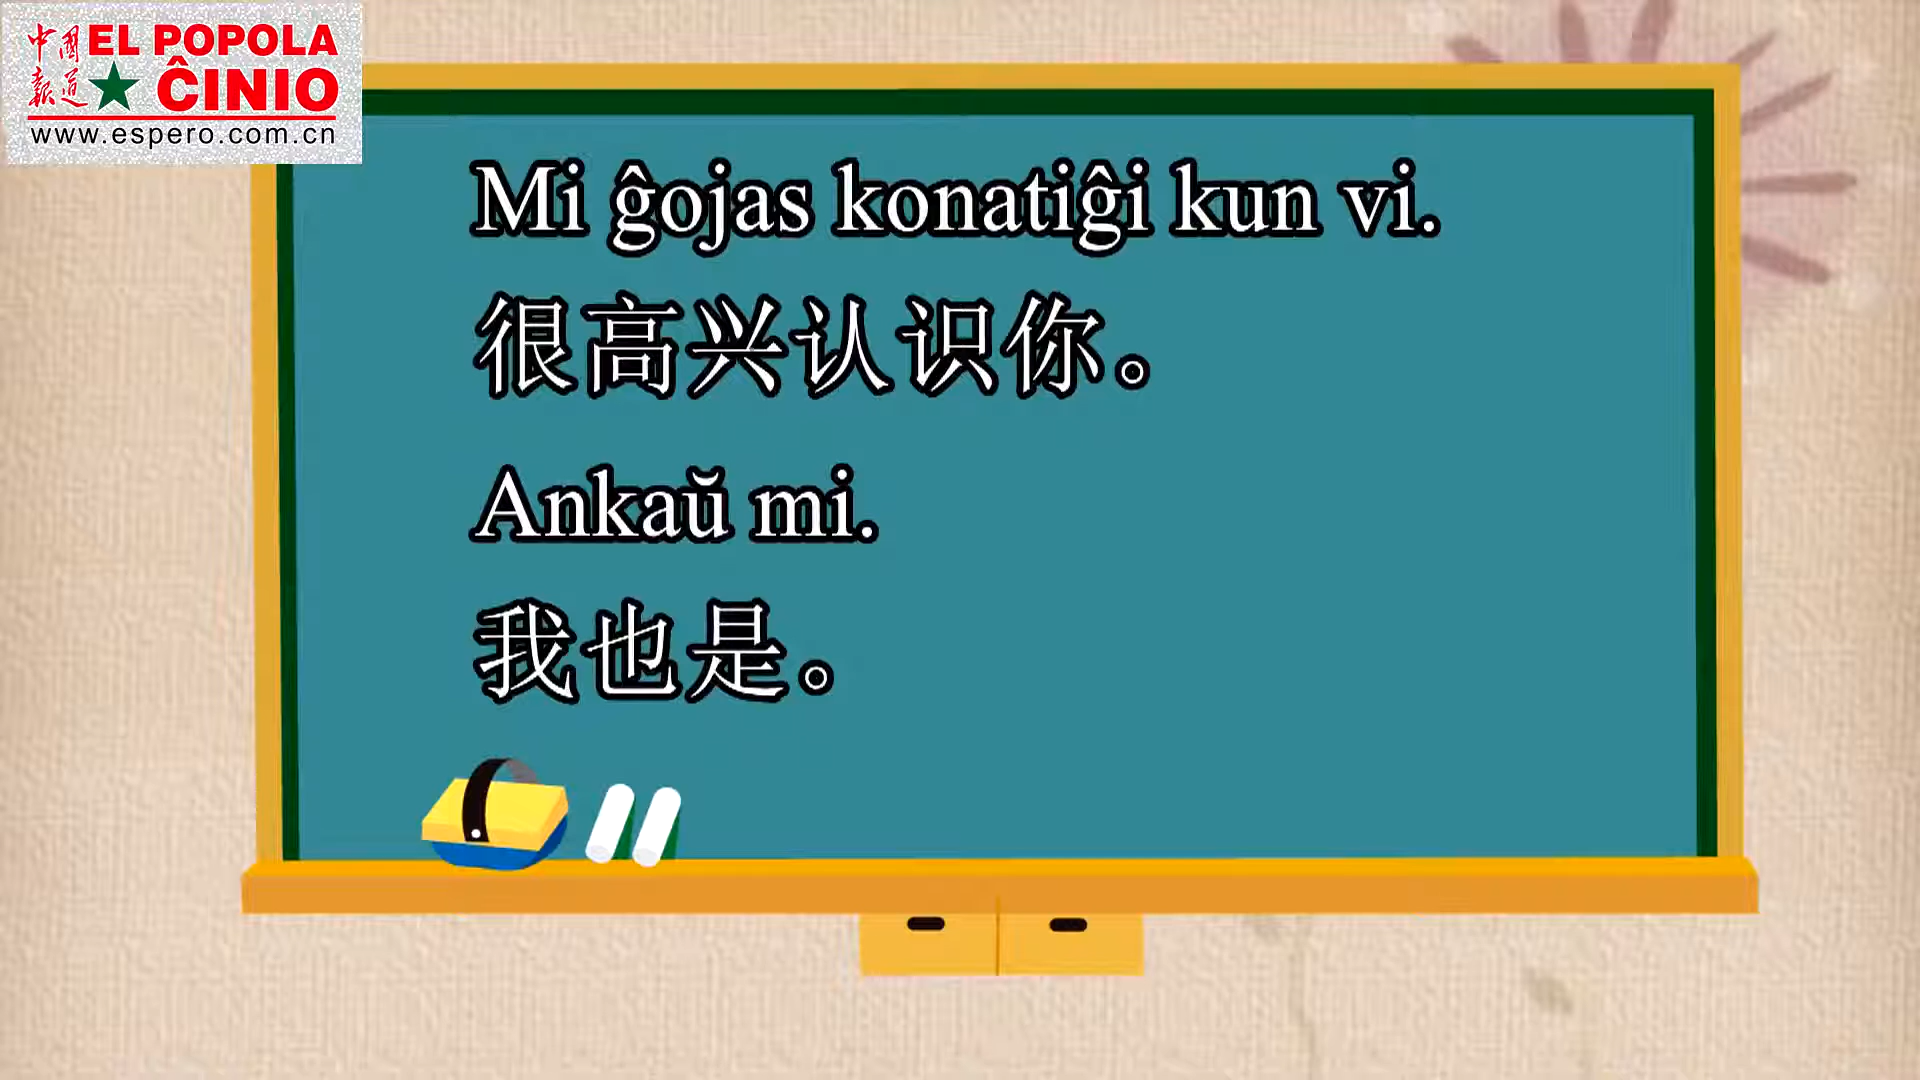 中国
报道
EL POPOLA
ĈINIO
www.espero.com.cn
Mi ĝojas konatiĝi kun vi.
很高兴认识你。
Ankaŭ mi.
我也是。